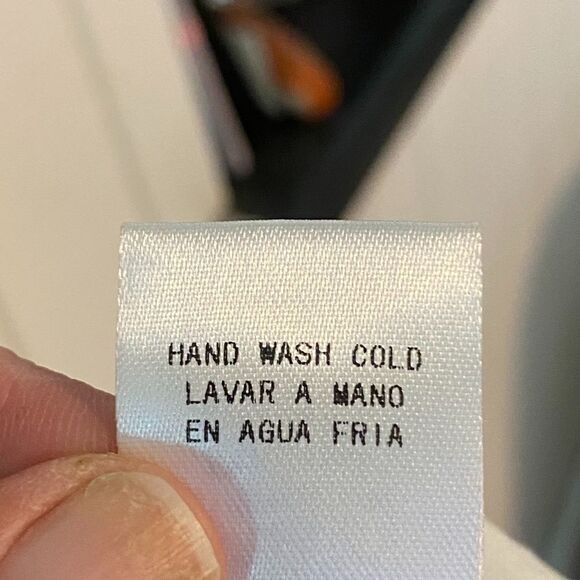 HAND WASH COLD
LAVAR A MANO
EN AGUA FRIA